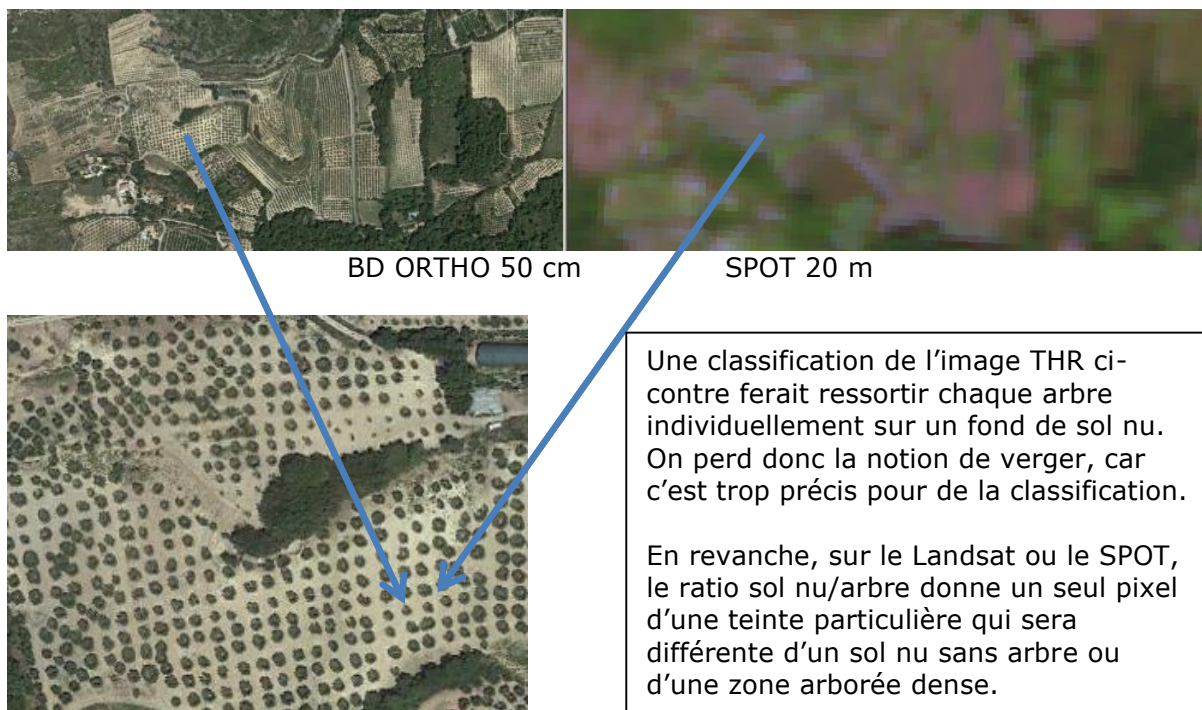 BD ORTHO 50 cm
SPOT 20 m
Une classification de l’image THR ci-
contre ferait ressortir chaque arbre
individuellement sur un fond de sol nu.
On perd donc la notion de verger, car
c’est trop précis pour de la classification.
En revanche, sur le Landsat ou le SPOT,
le ratio sol nu/arbre donne un seul pixel
d’une teinte particulière qui sera
différente d’un sol nu sans arbre ou
d’une zone arborée dense.